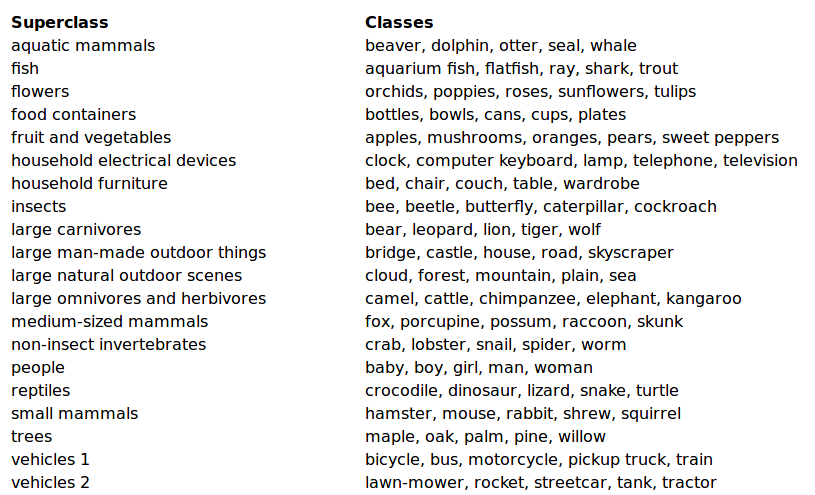 Superclass Classes
aquatic mammals beaver, dolphin, otter, seal, whale
fish aquarium fish, flatfish, ray, shark, trout
flowers orchids, poppies, roses, sunflowers, tulips
food containers bottles, bowls, cans, cups, plates
fruit and vegetables apples, mushrooms, oranges, pears, sweet peppers
household electrical devices clock, computer keyboard, lamp, telephone, television
household furniture bed, chair, couch, table, wardrobe
insects bee, beetle, butterfly, caterpillar, cockroach
large carnivores bear, leopard, lion, tiger, wolf
large man-made outdoor things bridge, castle, house, road, skyscraper
large natural outdoor scenes cloud, forest, mountain, plain, sea
large omnivores and herbivores camel, cattle, chimpanzee, elephant, kangaroo
medium-sized mammals fox, porcupine, possum, raccoon, skunk
non-insect invertebrates crab, lobster, snail, spider, worm
people baby, boy, girl, man, woman
reptiles crocodile, dinosaur, lizard, snake, turtle
small mammals hamster, mouse, rabbit, shrew, squirrel
trees maple, oak, palm, pine, willow
vehicles 1 bicycle, bus, motorcycle, pickup truck, train
vehicles 2 lawn-mower, rocket, streetcar, tank, tractor